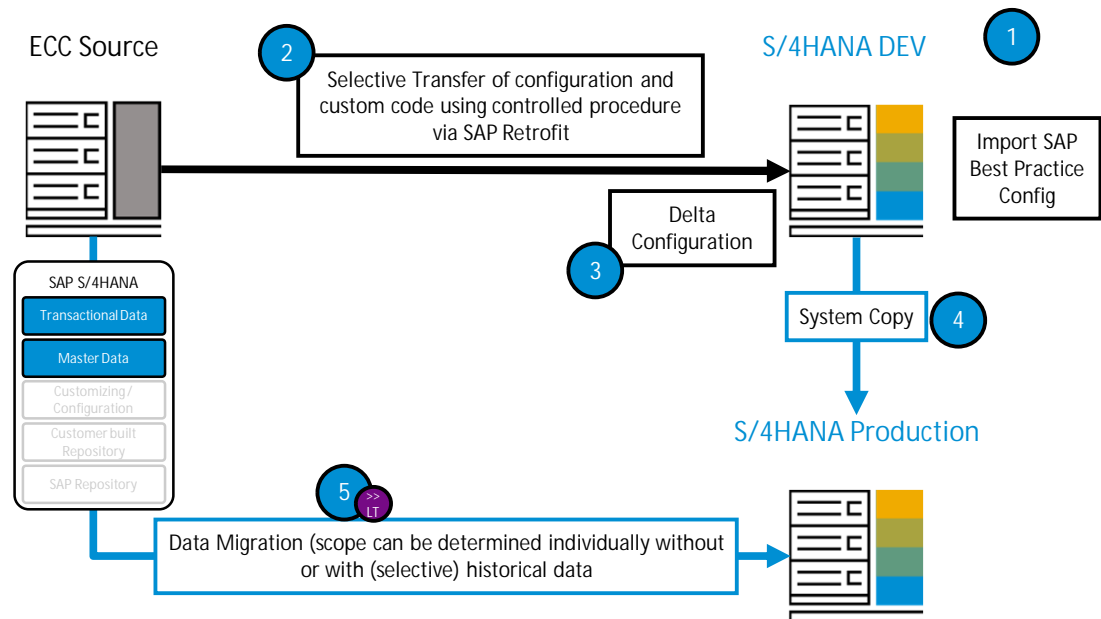 ECC Source
2
Selective Transfer of configuration and
custom code using controlled procedure
via SAP Retrofit
S/4HANA DEV
1
Import SAP
Best Practice
Config
Delta
Configuration
3
SAP S/4HANA
Transactional Data
Master Data
Customizing/
Configuration
Customer built
Repository
SAP Repository
System Copy
4
S/4HANA Production
5
>>
LT
Data Migration (scope can be determined individually without
or with (selective) historical data